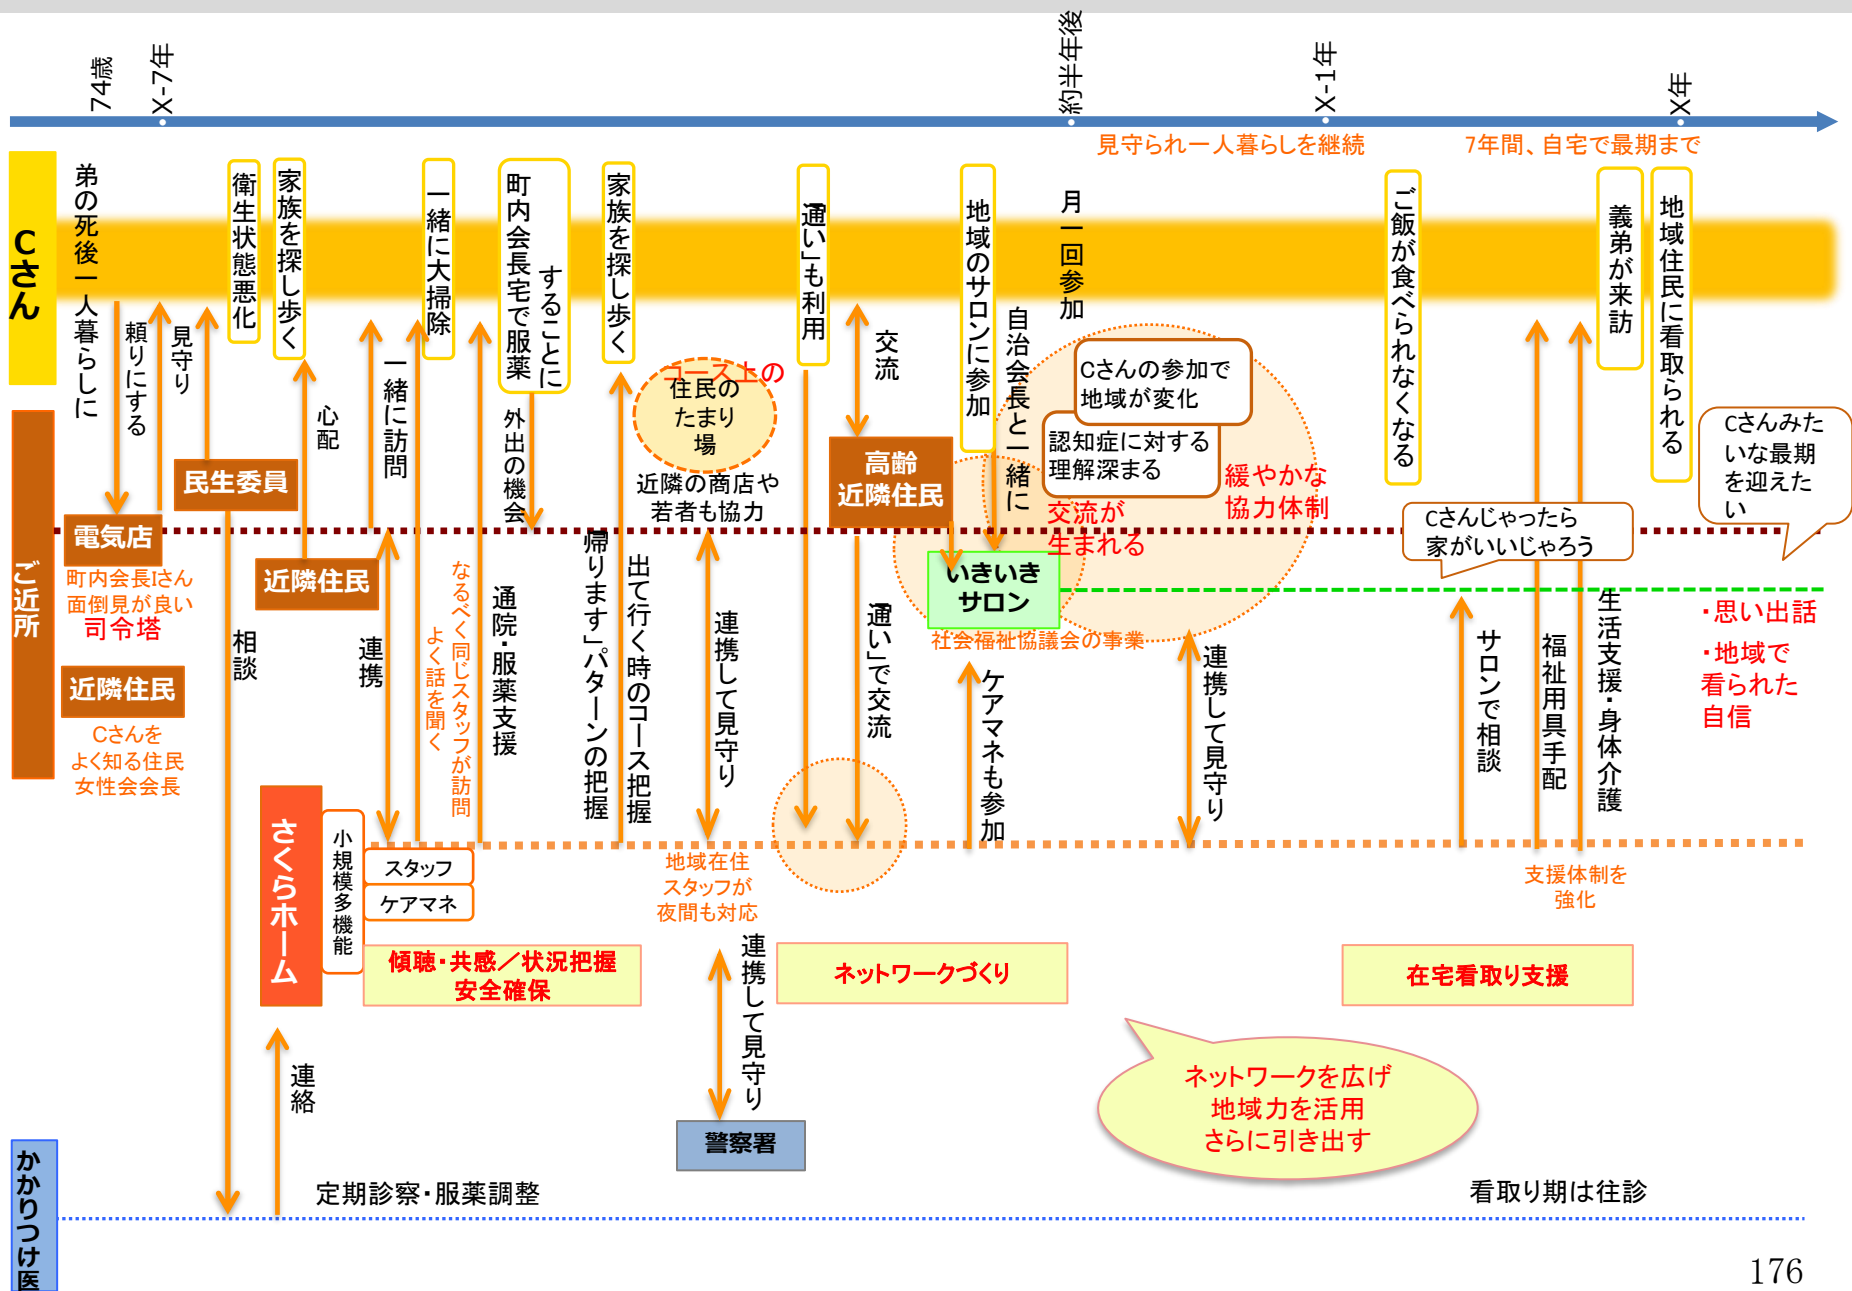 74歳
X-7年
約半年後
X-1年
X年
見守られ一人暮らしを継続
7年間、自宅で最期まで
Cさん
弟の死後一人暮らしに
衛生状態悪化
家族を探し歩く
一緒に大掃除
町内会長宅で服薬
することに
家族を探し歩く
「通い」も利用
地域のサロンに参加
月一回参加
ご飯が食べられなくなる
義弟が来訪
地域住民に看取られる
頼りにする
見守り
心配
一緒に訪問
外出の機会
コース上の
住民の
たまり
場
近隣の商店や
若者も協力
交流
自治会長と一緒に
Cさんの参加で
地域が変化
認知症に対する
理解深まる
緩やかな
協力体制
交流が
生まれる
Cさんじゃったら
家がいいじゃろう
Cさんみた
いな最期
を迎えた
い
ご近所
民生委員
電気店
町内会長Iさん
面倒見が良い
司令塔
近隣住民
近隣住民
Cさんを
よく知る住民
女性会会長
高齢
近隣住民
いきいき
サロン
社会福祉協議会の事業
相談
連携
なるべく同じスタッフが訪問
よく話を聞く
通院・服薬支援
「帰ります」パターンの把握
出て行く時のコース把握
連携して見守り
「通い」で交流
ケアマネも参加
連携して見守り
サロンで相談
福祉用具手配
生活支援・身体介護
・思い出話
・地域で
看られた
自信
さくらホーム
小規模多機能
スタッフ
ケアマネ
地域在住
スタッフが
夜間も対応
支援体制を
強化
傾聴・共感／状況把握
安全確保
ネットワークづくり
在宅看取り支援
連携して見守り
警察署
ネットワークを広げ
地域力を活用
さらに引き出す
連絡
かかりつけ医
定期診察・服薬調整
看取り期は往診
176